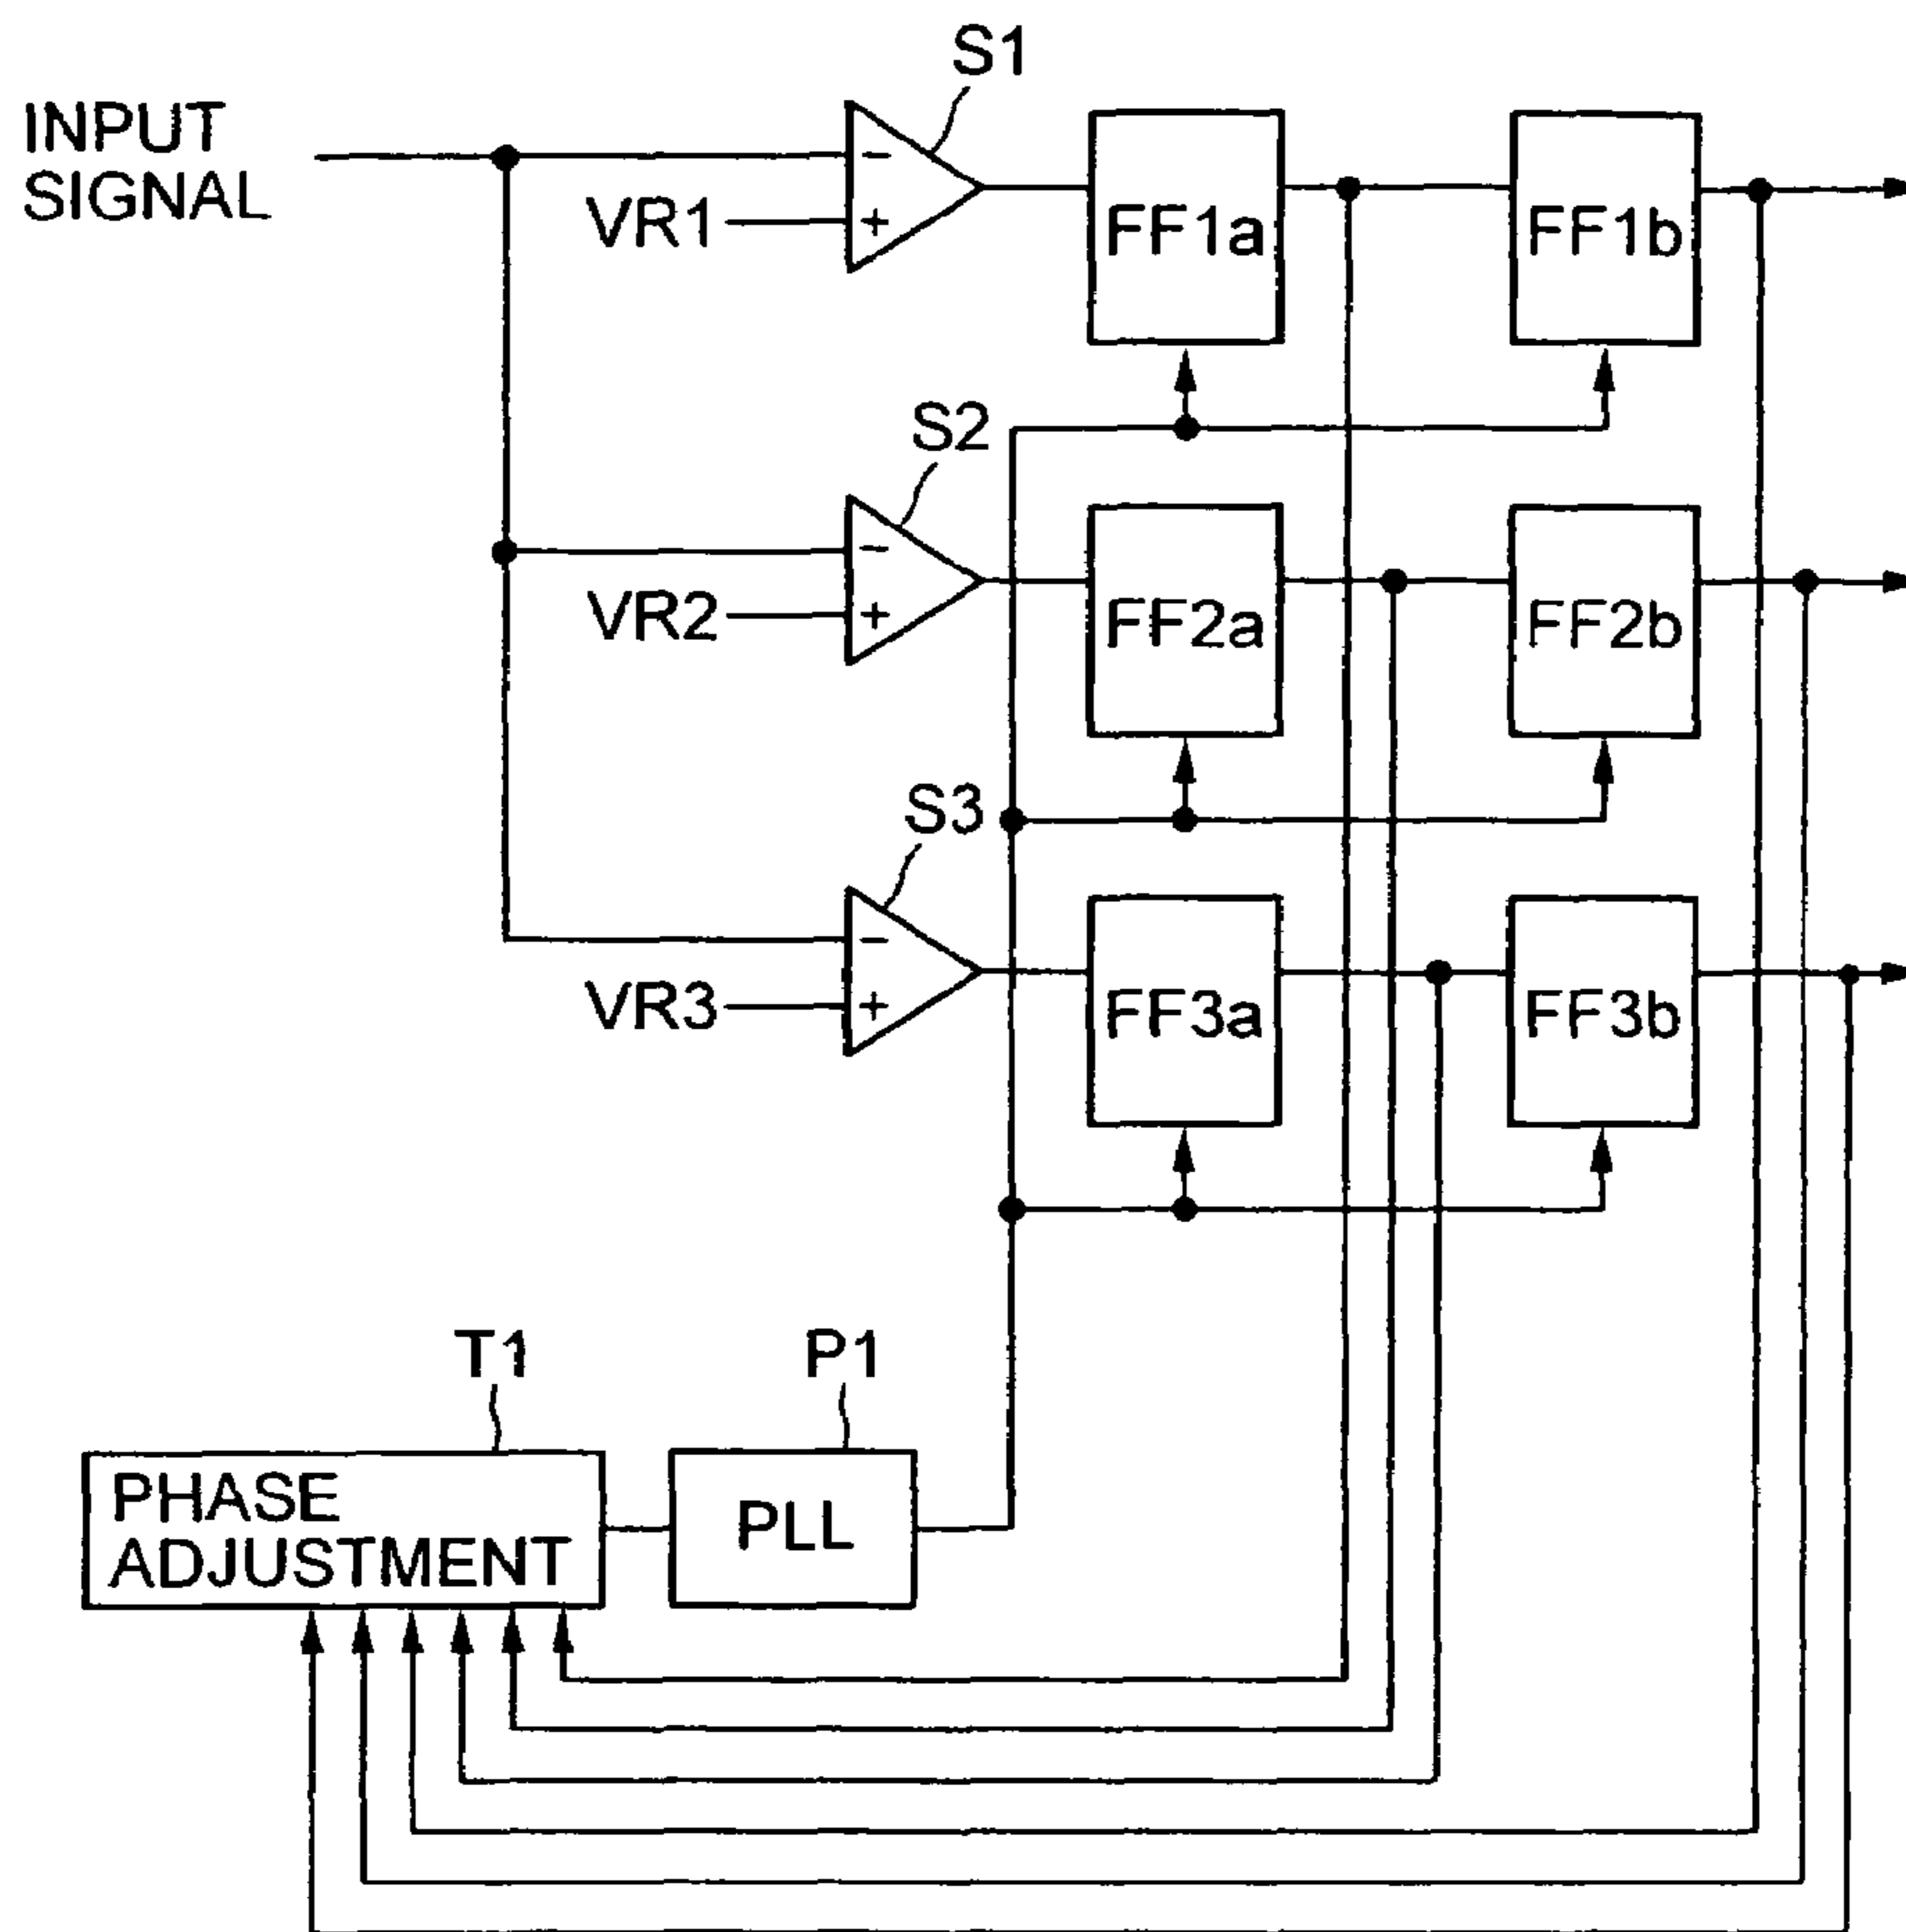 S1
INPUT
SIGNAL
-
VR1
+
FF1a
FF1b
S2
-
VR2
+
FF2a
FF2b
S3
-
VR3
+
FF3a
FF3b
T1
P1
PHASE
ADJUSTMENT
PLL